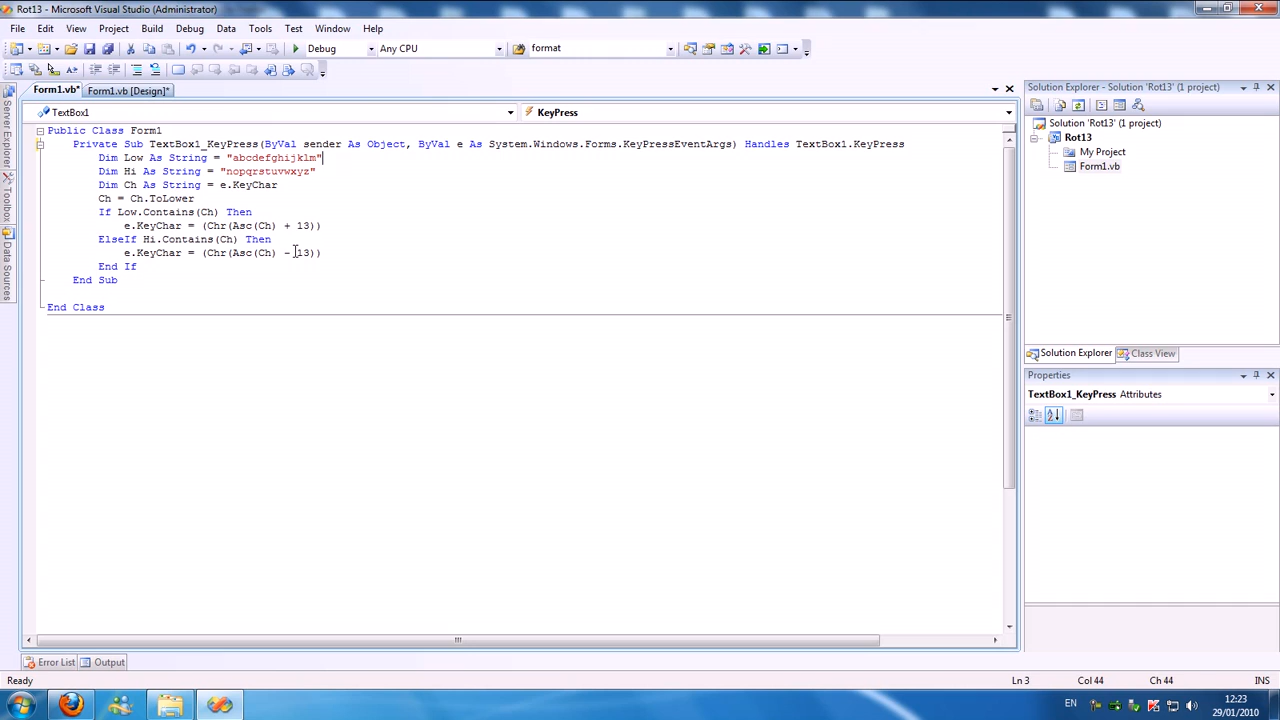 Rot13 - Microsoft Visual Studio (Administrator)
File Edit View Project Build Debug Data Tools Test Window Help
Debug Any CPU format
Form1.vb* Form1.vb [Design]*
TextBox1 KeyPress
Public Class Form1
Private Sub TextBox1_KeyPress(ByVal sender As Object, ByVal e As System.Windows.Forms.KeyPressEventArgs) Handles TextBox1.KeyPress
Dim Low As String = "abcdefghijklm"
Dim Hi As String = "nopqrstuvwxyz"
Dim Ch As String = e.KeyChar
Ch = Ch.ToLower
If Low.Contains(Ch) Then
e.KeyChar = (Chr(Asc(Ch) + 13))
ElseIf Hi.Contains(Ch) Then
e.KeyChar = (Chr(Asc(Ch) - 13))
End If
End Sub
End Class
Server Explorer
Toolbox
Data Sources
Solution Explorer - Solution 'Rot13' (1 project)
Solution 'Rot13' (1 project)
Rot13
My Project
Form1.vb
Solution Explorer Class View
Properties
TextBox1_KeyPress Attributes
Error List Output
Ready Ln 3 Col 44 Ch 44 INS
EN 12:23
29/01/2010